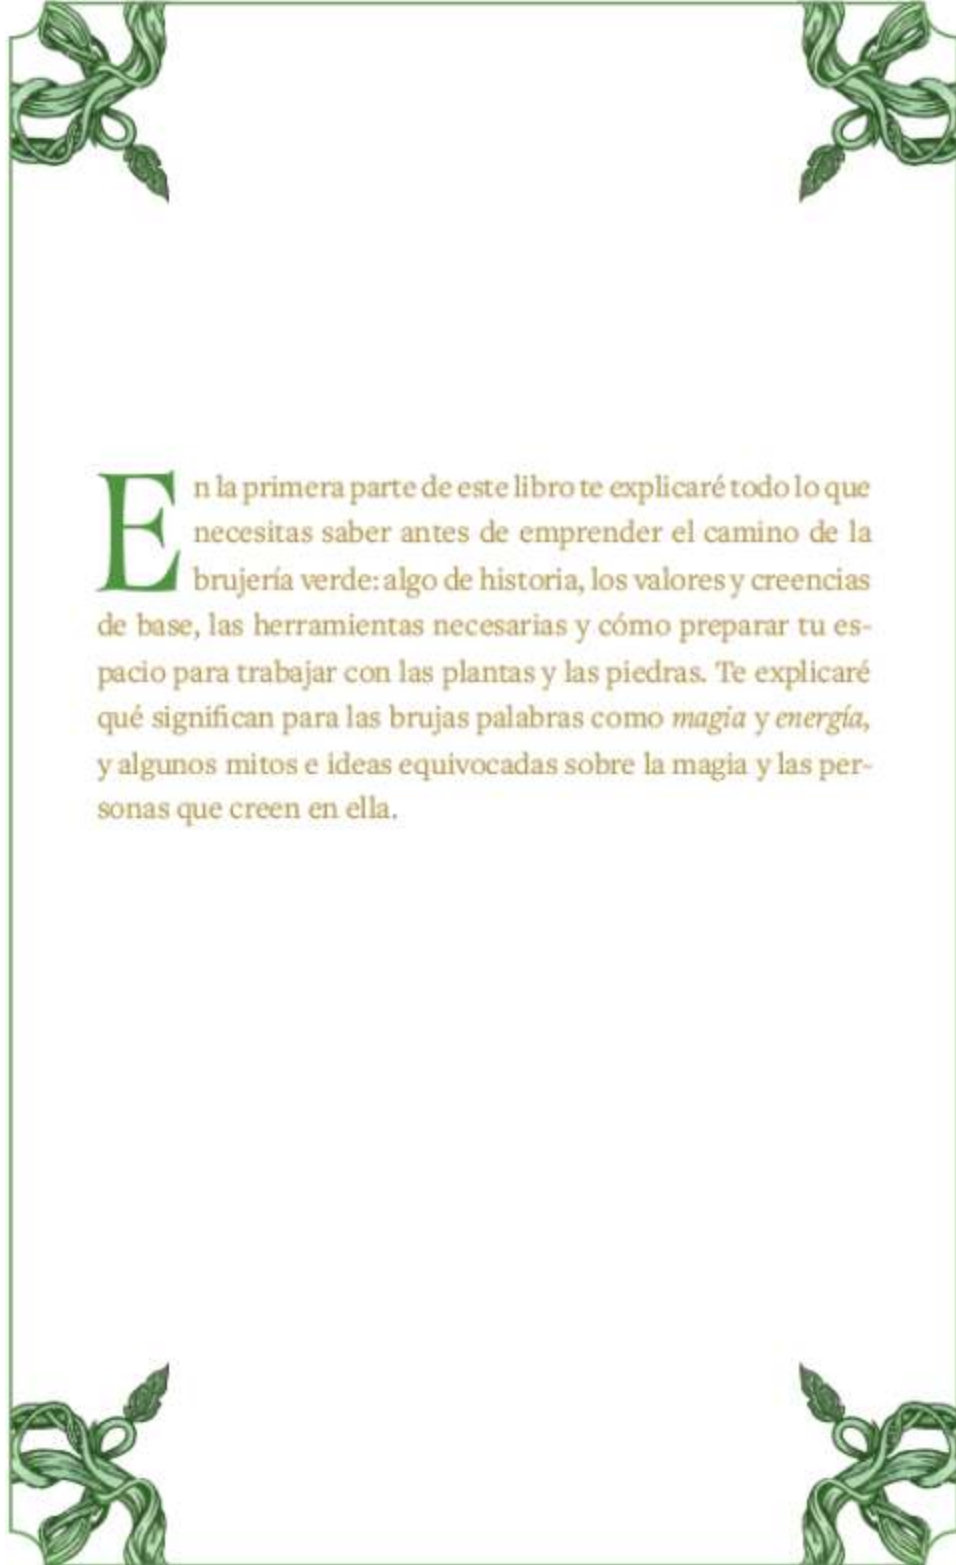 En la primera parte de este libro te explicaré todo lo que
necesitas saber antes de emprender el camino de la
brujería verde: algo de historia, los valores y creencias
de base, las herramientas necesarias y cómo preparar tu es-
pacio para trabajar con las plantas y las piedras. Te explicaré
qué significan para las brujas palabras como magia y energía,
y algunos mitos e ideas equivocadas sobre la magia y las per-
sonas que creen en ella.